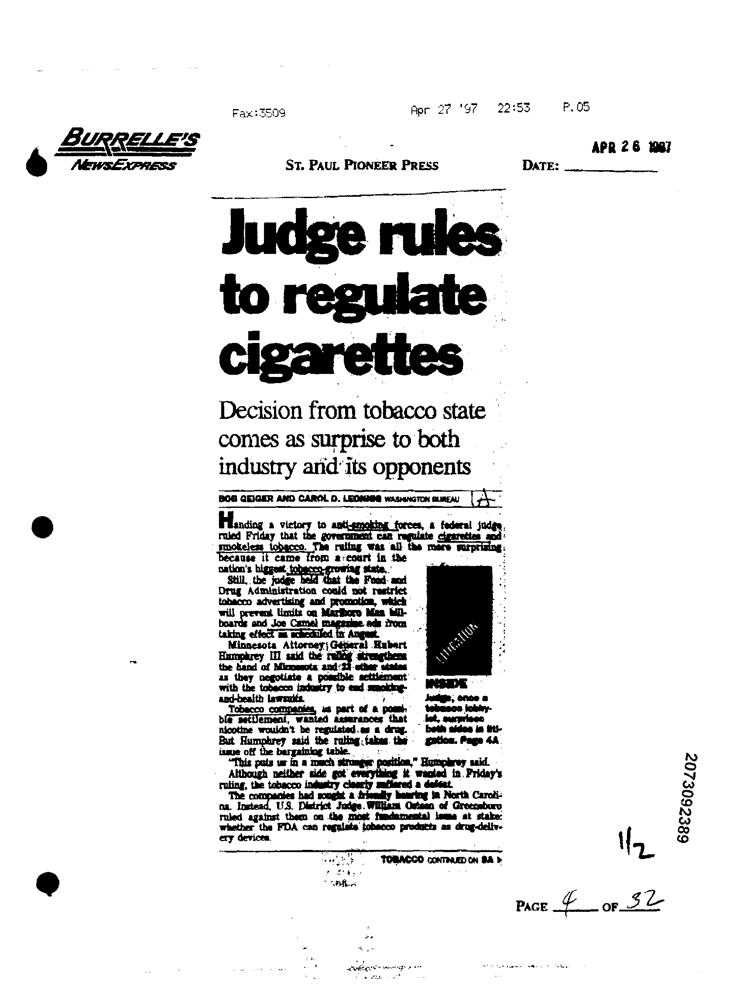 Fax:3509 Apr 27 '97 22:53 P.05
BURRELLE'S
NEWSEXPRESS
ST. PAUL PIONEER PRESS
DATE:
APR 26 1997
Judge rules
to regulate
cigarettes
Decision from tobacco state
comes as surprise to both
industry and its opponents
BOB GEIGER AND CAROL D. LEONNIG WASHINGTON BUREAU
A
Handing a victory to anti-smoking forces, a federal judge
ruled Friday that the government can regulate cigarettes and
smokeless tobacco. The ruling was all the more surprising
because it came from a court in the
nation's biggest tobacco-growing state.
Still, the judge held that the Food and
Drug Administration could not restrict
tobacco advertising and promotion, which
will prevent limits on Marlboro Man bill-
boards and Joe Camel magazine ads from
taking effect as scheduled in August.
Minnesota Attorney General Hubert
Humphrey III said the ruling strengthens
the hand of Minnesota and 22 other states
as they negotiate a possible settlement
with the tobacco industry to end smoking-
and-health lawsuits.
Tobacco companies, as part of a possi-
ble settlement, wanted assurances that
nicotine wouldn't be regulated as a drug.
But Humphrey said the ruling takes the
issue off the bargaining table.
"This puts us in a much stronger position," Humphrey said.
Although neither side got everything it wanted in Friday's
ruling, the tobacco industry clearly suffered a defeat.
The companies had sought a friendly hearing in North Caroli-
na. Instead, U.S. District Judge William Osteen of Greensboro
ruled against them on the most fundamental issue at stake:
whether the FDA can regulate tobacco products as drug-deliv-
ery devices.
LITIGATION
INSIDE
Judge, once a
tobacco lobby-
ist, surprises
both sides in liti-
gation. Page 4A
TOBACCO CONTINUED ON 8A
1/2
2073092389
PAGE 4 OF 32